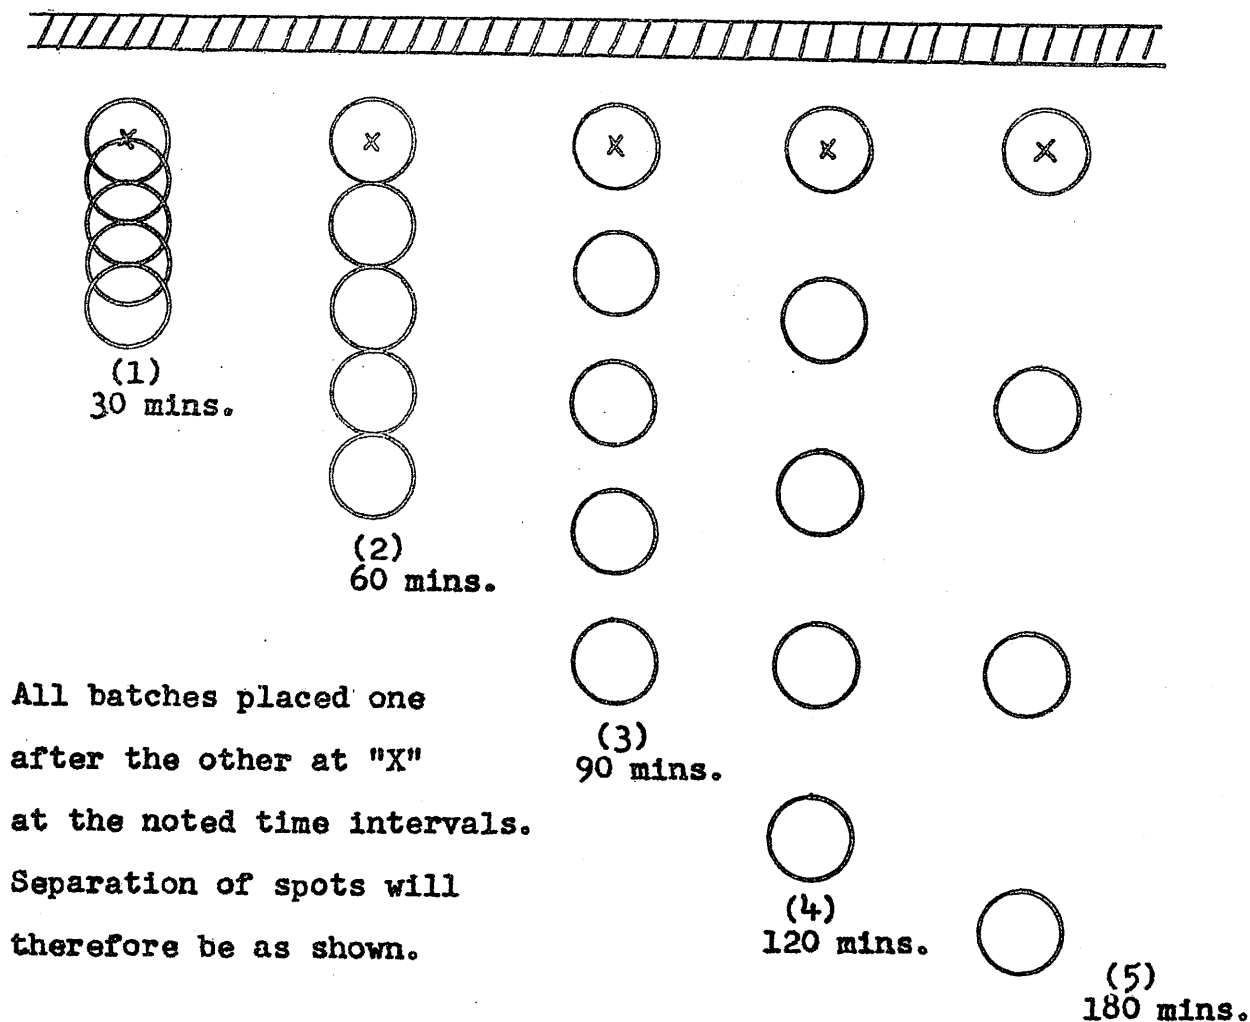 X X X X X
(1)
30 mins.
(2)
60 mins.
All batches placed one
after the other at "X"
at the noted time intervals.
Separation of spots will
therefore be as shown.
(3)
90 mins.
(4)
120 mins.
(5)
180 mins.